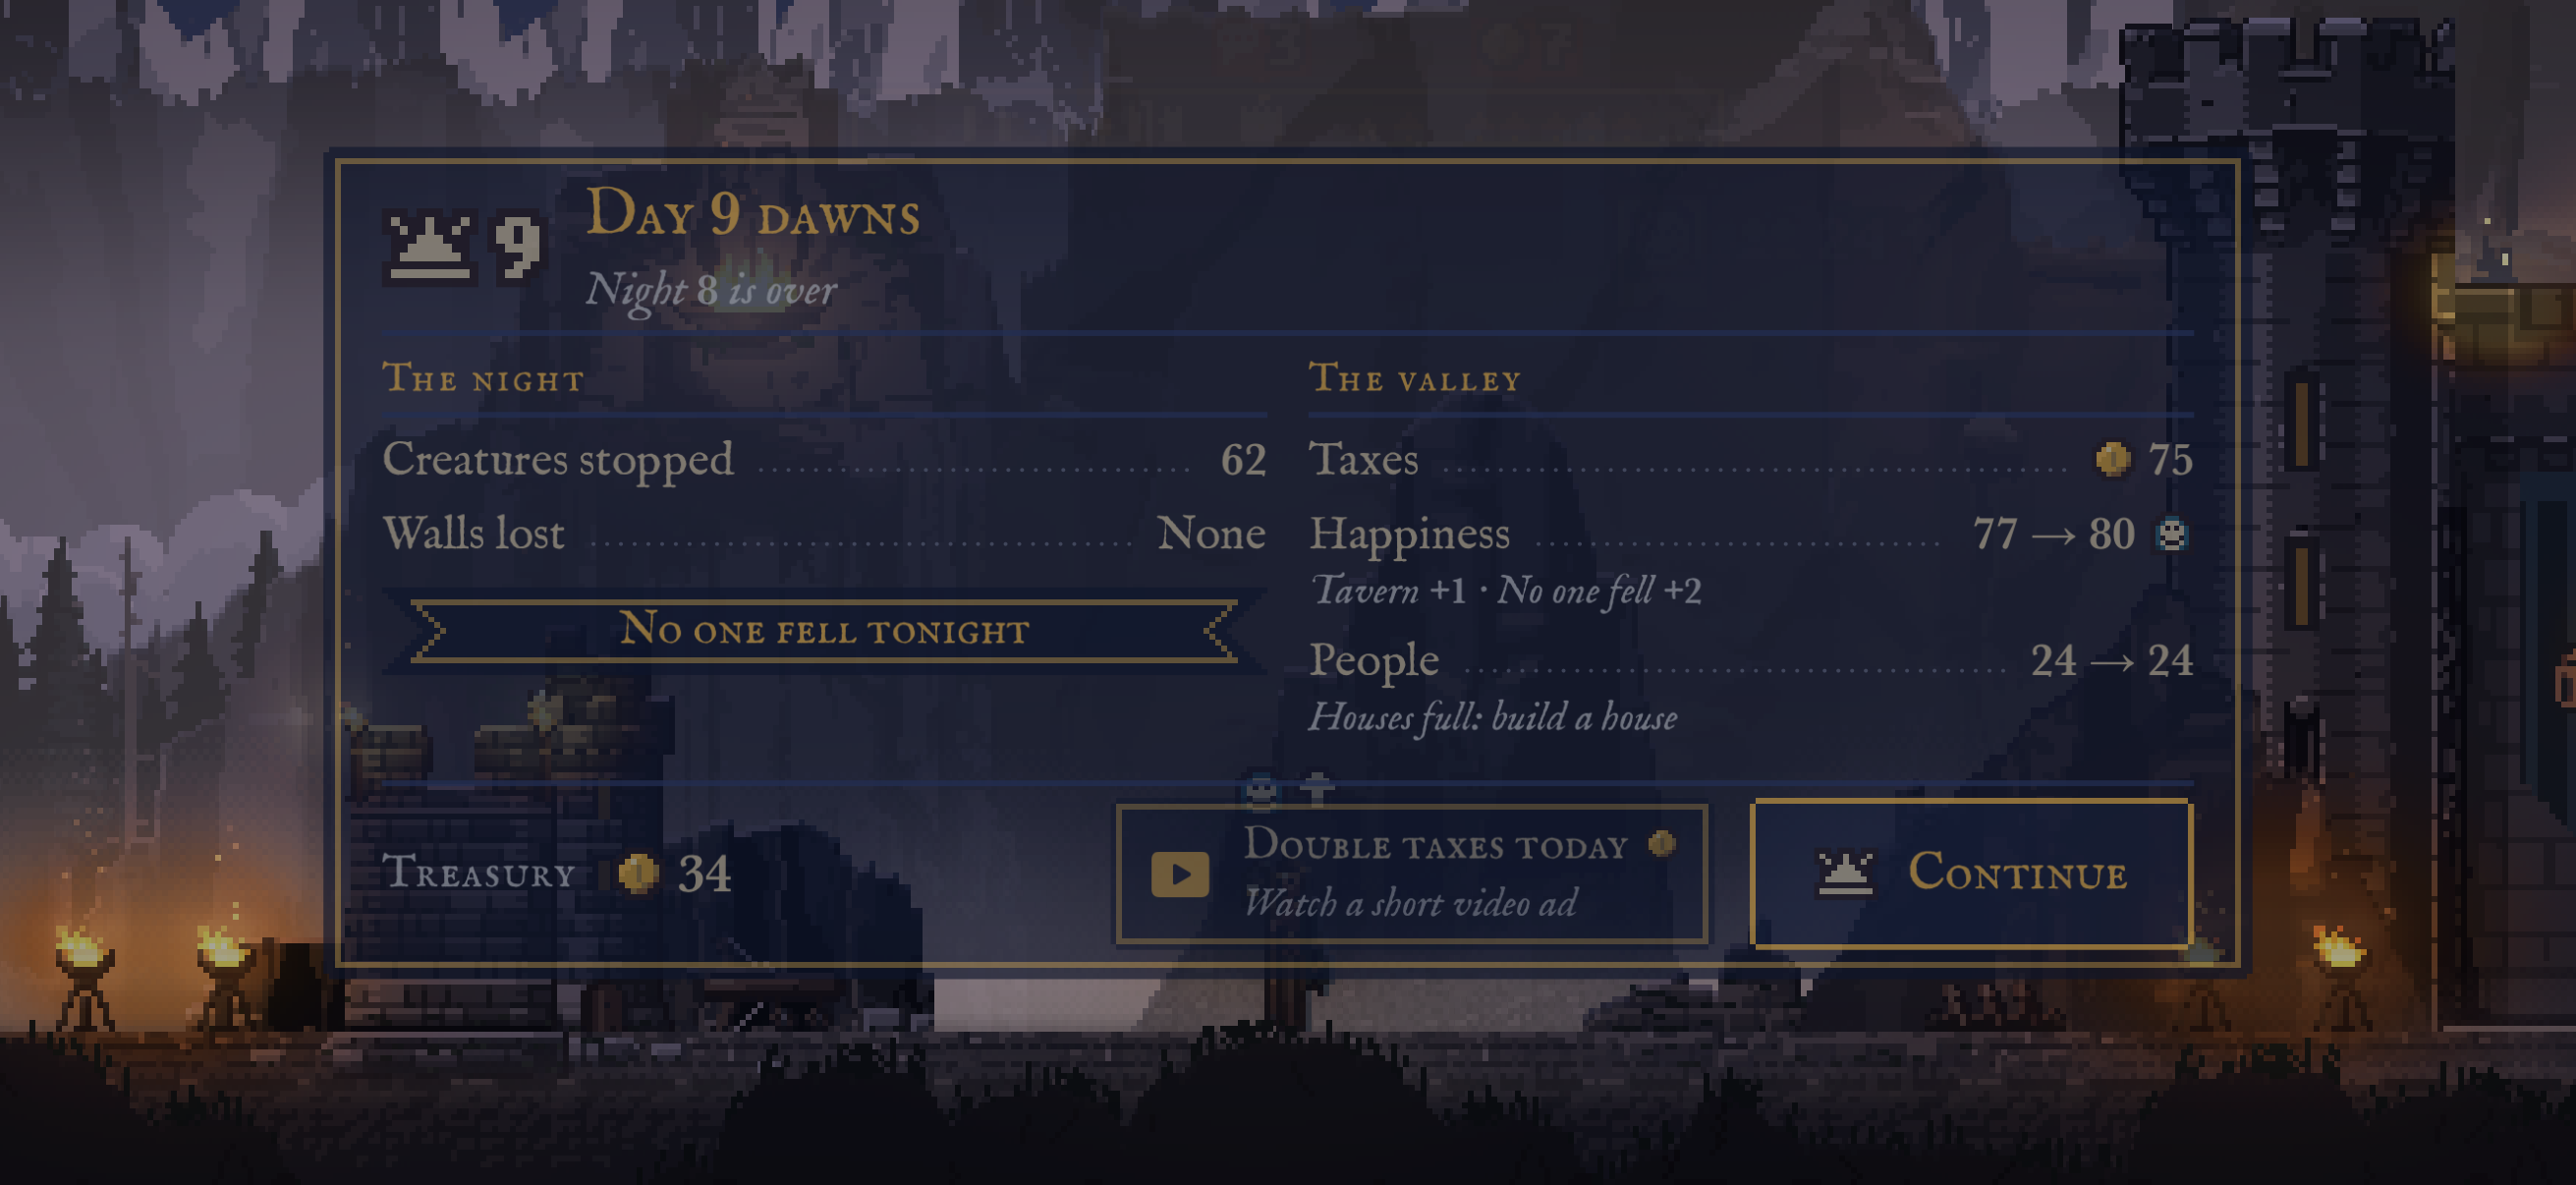 9
Day 9 dawns
Night 8 is over
The night
Creatures stopped 62
Walls lost None
No one fell tonight
The valley
Taxes 75
Happiness 77 → 80
Tavern +1 · No one fell +2
People 24 → 24
Houses full: build a house
Treasury 34
Double taxes today
Watch a short video ad
Continue